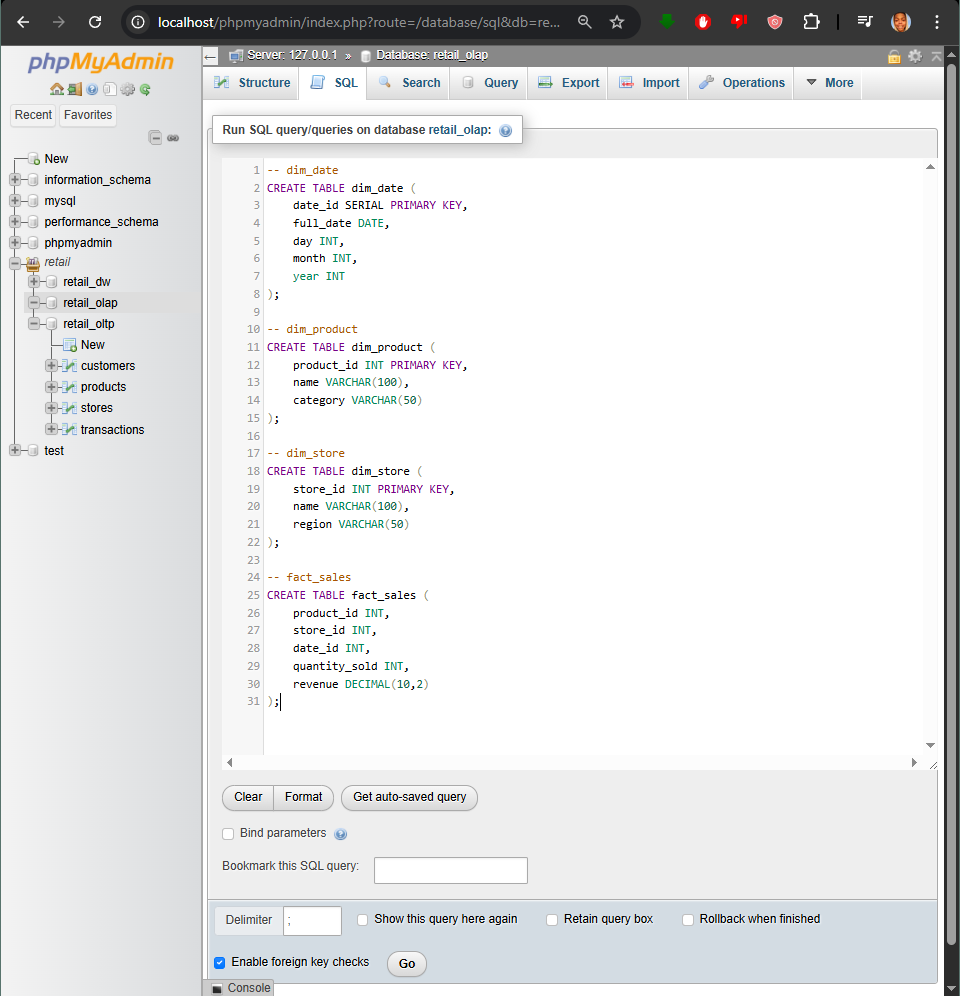 localhost/phpmyadmin/index.php?route=/database/sql&db=re...
phpMyAdmin
Recent
Favorites
New
information_schema
mysql
performance_schema
phpmyadmin
retail
retail_dw
retail_olap
retail_oltp
New
customers
products
stores
transactions
test
Server: 127.0.0.1 » Database: retail_olap
Structure
SQL
Search
Query
Export
Import
Operations
More
Run SQL query/queries on database retail_olap:
1 -- dim_date
2 CREATE TABLE dim_date (
3     date_id SERIAL PRIMARY KEY,
4     full_date DATE,
5     day INT,
6     month INT,
7     year INT
8 );
9
10 -- dim_product
11 CREATE TABLE dim_product (
12     product_id INT PRIMARY KEY,
13     name VARCHAR(100),
14     category VARCHAR(50)
15 );
16
17 -- dim_store
18 CREATE TABLE dim_store (
19     store_id INT PRIMARY KEY,
20     name VARCHAR(100),
21     region VARCHAR(50)
22 );
23
24 -- fact_sales
25 CREATE TABLE fact_sales (
26     product_id INT,
27     store_id INT,
28     date_id INT,
29     quantity_sold INT,
30     revenue DECIMAL(10,2)
31 );
Clear
Format
Get auto-saved query
Bind parameters
Bookmark this SQL query:
Delimiter ;
Show this query here again
Retain query box
Rollback when finished
Enable foreign key checks
Go
Console